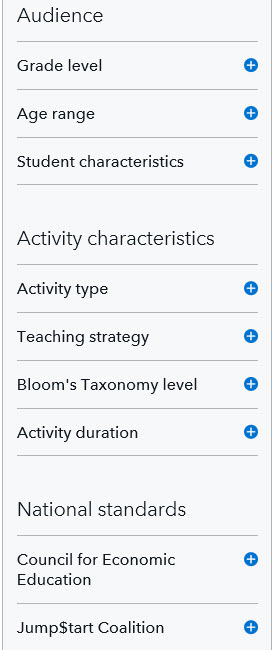 Audience
Grade level
Age range
Student characteristics
Activity characteristics
Activity type
Teaching strategy
Bloom's Taxonomy level
Activity duration
National standards
Council for Economic
Education
Jump$tart Coalition